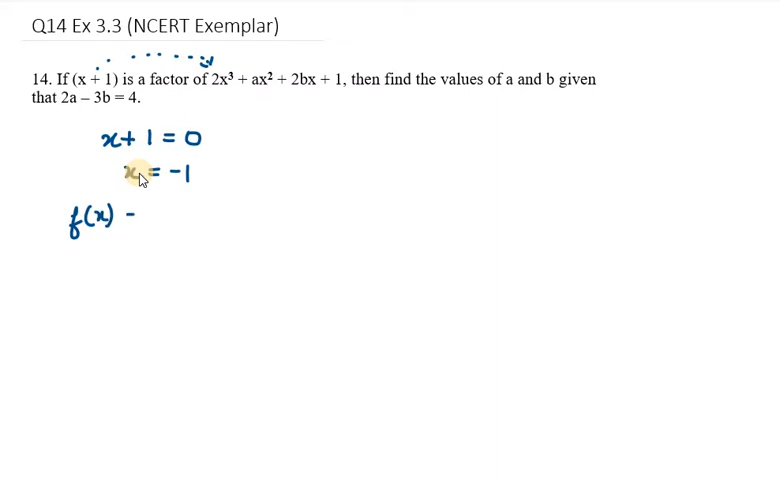 Q14 Ex 3.3 (NCERT Exemplar)
14. If (x + 1) is a factor of 2x³ + ax² + 2bx + 1, then find the values of a and b given
that 2a – 3b = 4.
x + 1 = 0
x = -1
f(x) -